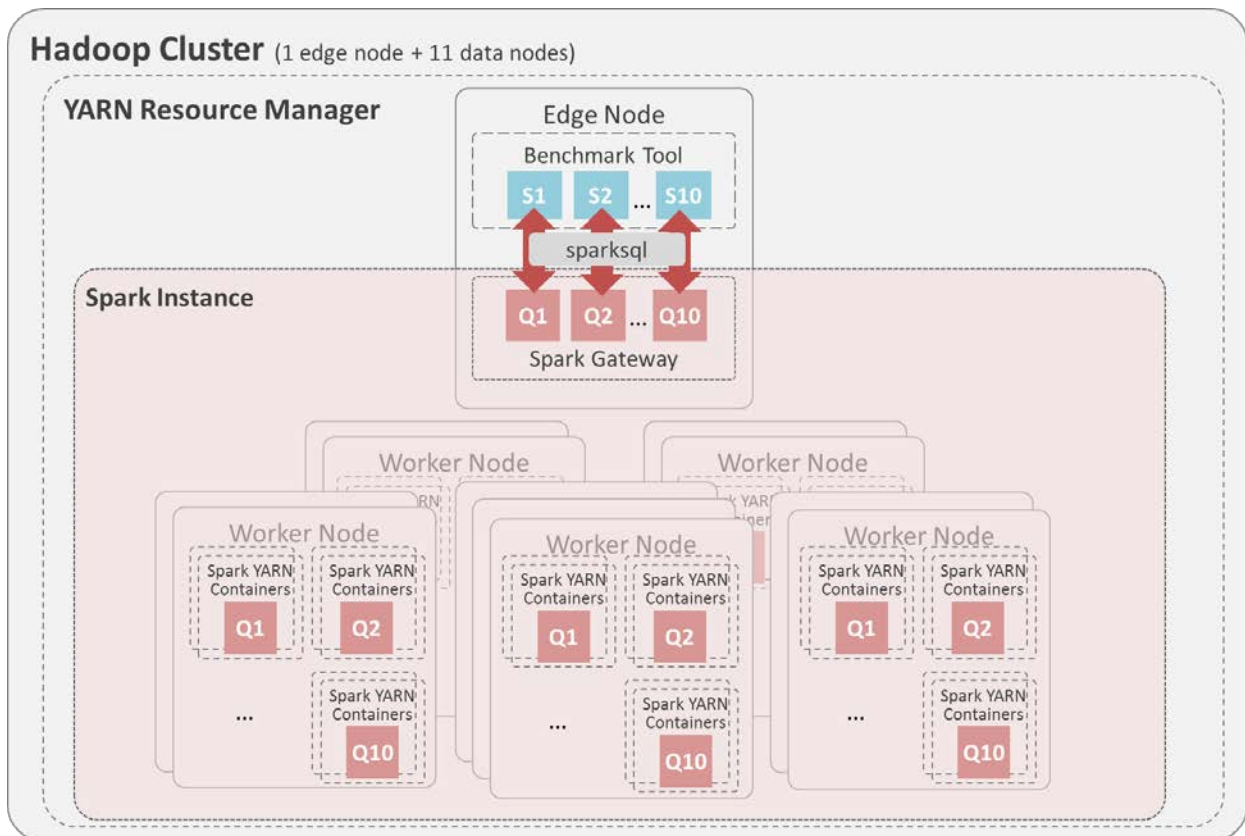 Hadoop Cluster (1 edge node + 11 data nodes)
YARN Resource Manager
Edge Node
Benchmark Tool
S1 S2 ... S10
sparksql
Spark Instance
Q1 Q2 ... Q10
Spark Gateway
Worker Node
Worker Node
Spark YARN
Worker Node
Spark YARN Spark YARN
Containers Containers
Q1 Q2
... Spark YARN
Containers
Q10
Worker Node
Spark YARN Spark YARN
Containers Containers
Q1 Q2
... Spark YARN
Containers
Q10
Worker Node
Spark YARN Spark YARN
Containers Containers
Q1 Q2
... Spark YARN
Containers
Q10